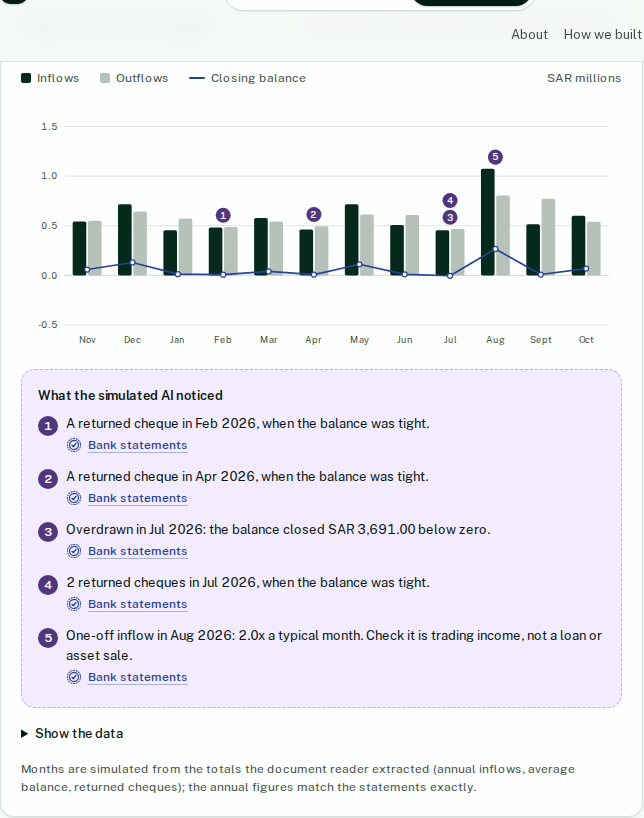 About How we built
Inflows Outflows Closing balance SAR millions
1.5
1.0
0.5
0.0
-0.5
5
4
1 2 3
Nov Dec Jan Feb Mar Apr May Jun Jul Aug Sept Oct
What the simulated AI noticed
1 A returned cheque in Feb 2026, when the balance was tight.
Bank statements
2 A returned cheque in Apr 2026, when the balance was tight.
Bank statements
3 Overdrawn in Jul 2026: the balance closed SAR 3,691.00 below zero.
Bank statements
4 2 returned cheques in Jul 2026, when the balance was tight.
Bank statements
5 One-off inflow in Aug 2026: 2.0x a typical month. Check it is trading income, not a loan or
asset sale.
Bank statements
Show the data
Months are simulated from the totals the document reader extracted (annual inflows, average
balance, returned cheques); the annual figures match the statements exactly.